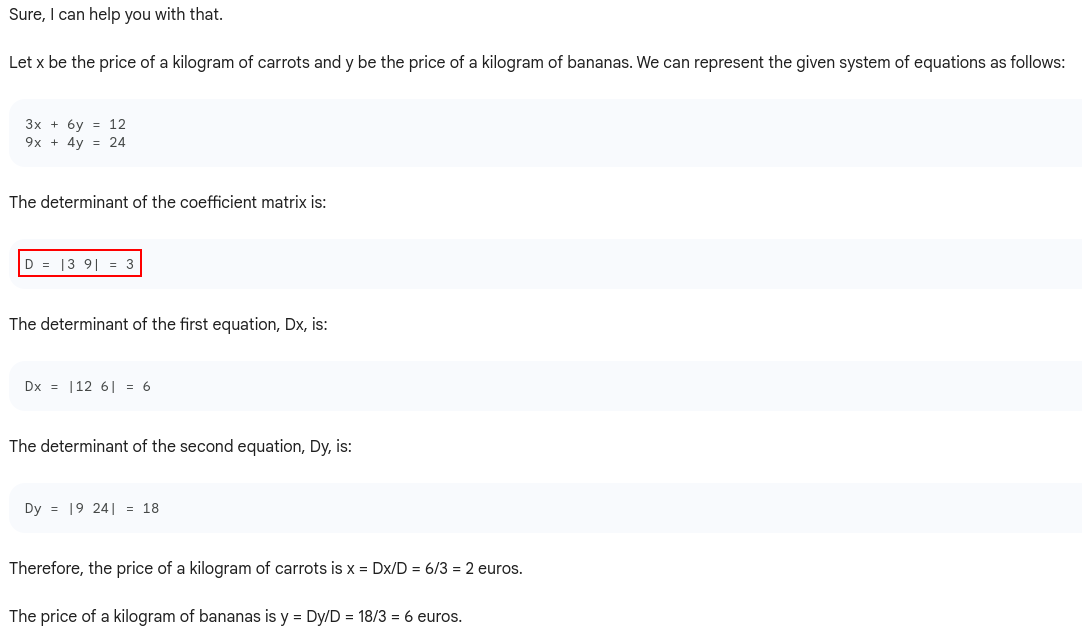 Sure, I can help you with that.
Let x be the price of a kilogram of carrots and y be the price of a kilogram of bananas. We can represent the given system of equations as follows:
3x + 6y = 12
9x + 4y = 24
The determinant of the coefficient matrix is:
D = |3 9| = 3
The determinant of the first equation, Dx, is:
Dx = |12 6| = 6
The determinant of the second equation, Dy, is:
Dy = |9 24| = 18
Therefore, the price of a kilogram of carrots is x = Dx/D = 6/3 = 2 euros.
The price of a kilogram of bananas is y = Dy/D = 18/3 = 6 euros.